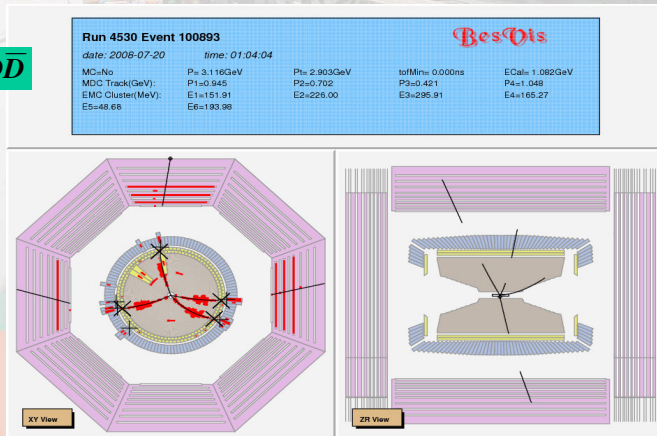 Run 4530 Event 100893
BesVis
date: 2008-07-20 time: 01:04:04
MC=No P= 3.116GeV Pt= 2.903GeV tofMin= 0.000ns ECal= 1.082GeV
MDC Track(GeV): P1=0.945 P2=0.702 P3=0.421 P4=1.048
EMC Cluster(MeV): E1=151.91 E2=226.00 E3=295.91 E4=165.27
E5=48.68 E6=193.98
XY View
ZR View